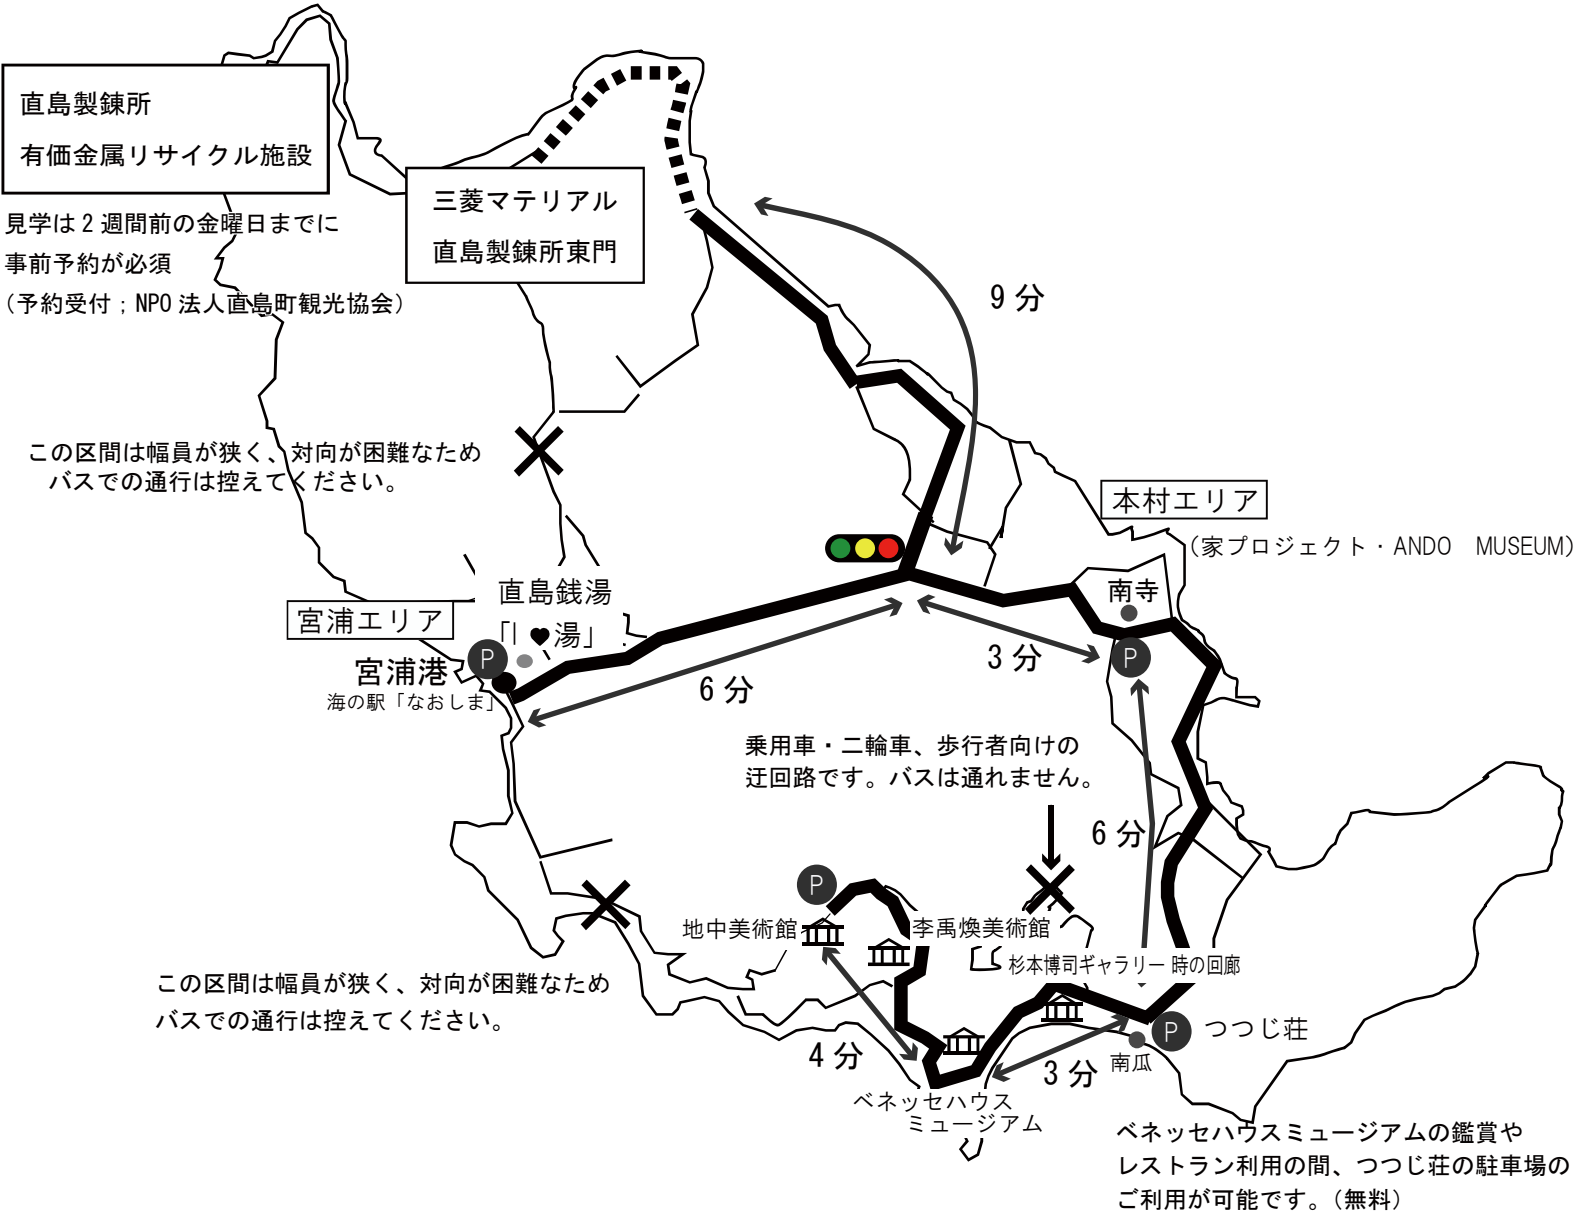 直島製錬所
有価金属リサイクル施設
見学は2週間前の金曜日までに
事前予約が必須
(予約受付；NPO法人直島町観光協会)
三菱マテリアル
直島製錬所東門
9分
この区間は幅員が狭く、対向が困難なため
バスでの通行は控えてください。
本村エリア
(家プロジェクト・ANDO　MUSEUM)
南寺
P
3分
直島銭湯
「I♥湯」
宮浦エリア
P
宮浦港
海の駅「なおしま」
6分
乗用車・二輪車、歩行者向けの
迂回路です。バスは通れません。
6分
P
地中美術館
李禹煥美術館
杉本博司ギャラリー 時の回廊
この区間は幅員が狭く、対向が困難なため
バスでの通行は控えてください。
P
つつじ荘
南瓜
4分
3分
ベネッセハウス
ミュージアム
ベネッセハウスミュージアムの鑑賞や
レストラン利用の間、つつじ荘の駐車場の
ご利用が可能です。(無料)